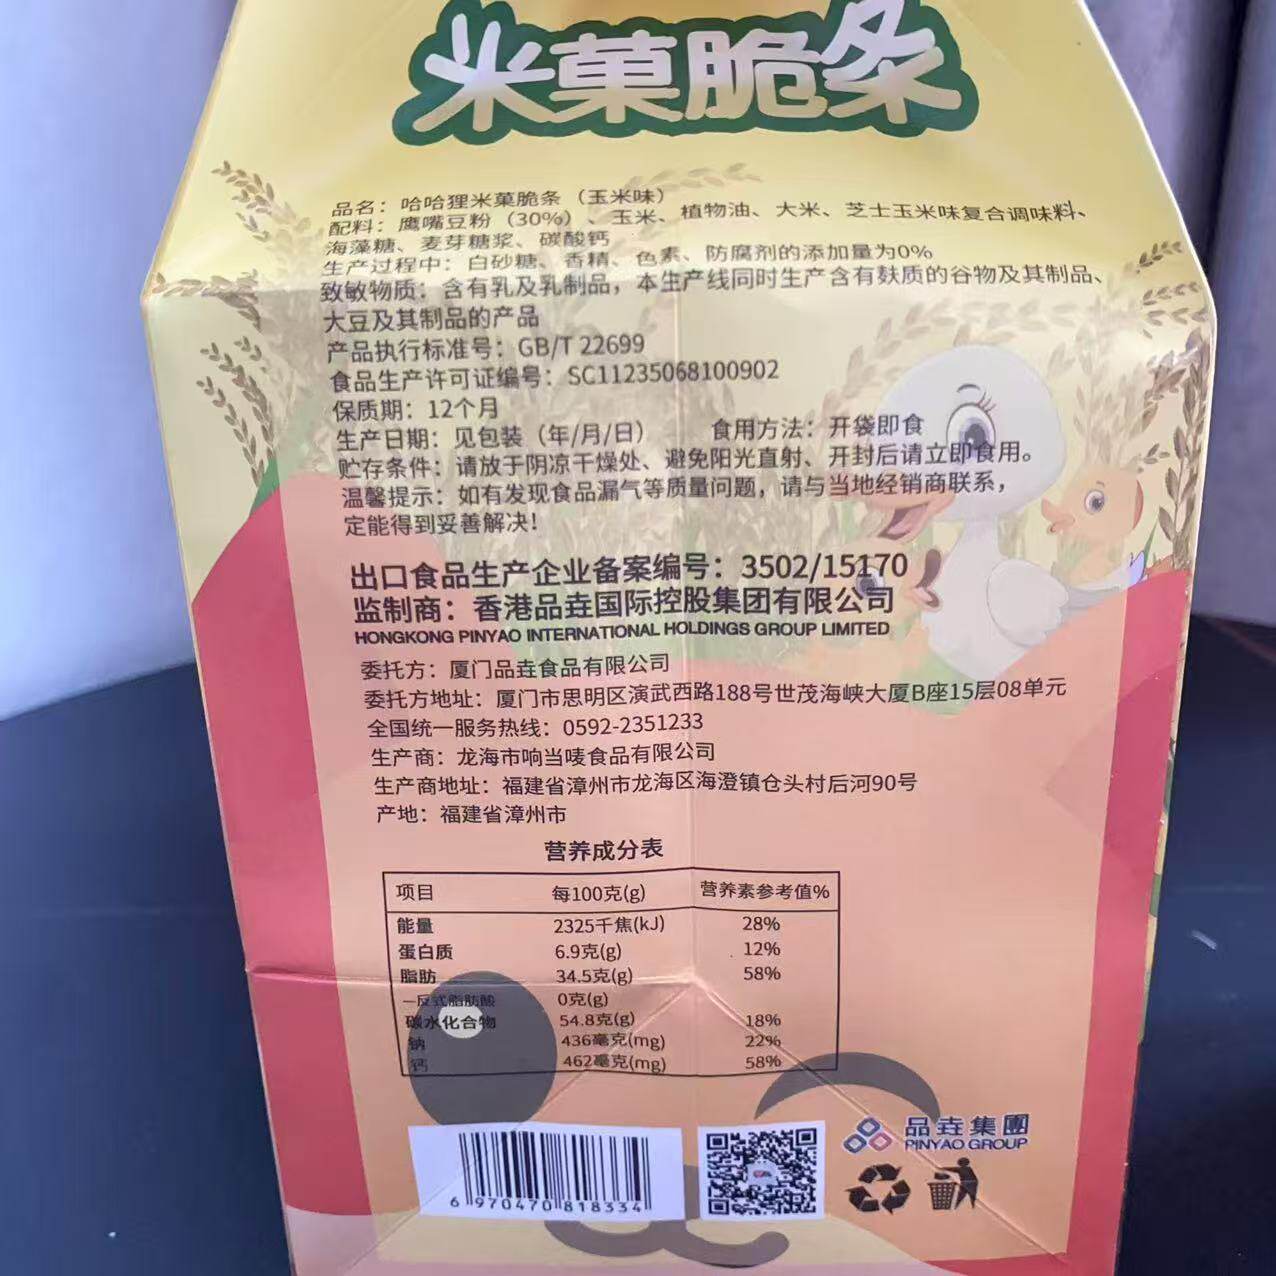 米菓脆条
品名：哈哈狸米菓脆条（玉米味）
配料：鹰嘴豆粉（30%）、玉米、植物油、大米、芝士玉米味复合调味料、
海藻糖、麦芽糖浆、碳酸钙
生产过程中：白砂糖、香精、色素、防腐剂的添加量为0%
致敏物质：含有乳及乳制品，本生产线同时生产含有麸质的谷物及其制品、
大豆及其制品的产品
产品执行标准号：GB/T 22699
食品生产许可证编号：SC11235068100902
保质期：12个月
生产日期：见包装（年/月/日） 食用方法：开袋即食
贮存条件：请放于阴凉干燥处、避免阳光直射、开封后请立即食用。
温馨提示：如有发现食品漏气等质量问题，请与当地经销商联系，
定能得到妥善解决！
出口食品生产企业备案编号：3502/15170
监制商：香港品垚国际控股集团有限公司
HONGKONG PINYAO INTERNATIONAL HOLDINGS GROUP LIMITED
委托方：厦门品垚食品有限公司
委托方地址：厦门市思明区演武西路188号世茂海峡大厦B座15层08单元
全国统一服务热线：0592-2351233
生产商：龙海市响当唛食品有限公司
生产商地址：福建省漳州市龙海区海澄镇仓头村后河90号
产地：福建省漳州市
营养成分表
项目 每100克(g) 营养素参考值%
能量 2325千焦(kJ) 28%
蛋白质 6.9克(g) 12%
脂肪 34.5克(g) 58%
—反式脂肪酸 0克(g)
碳水化合物 54.8克(g) 18%
钠 436毫克(mg) 22%
钙 462毫克(mg) 58%
品垚集團
PINYAO GROUP
6 970470 818334